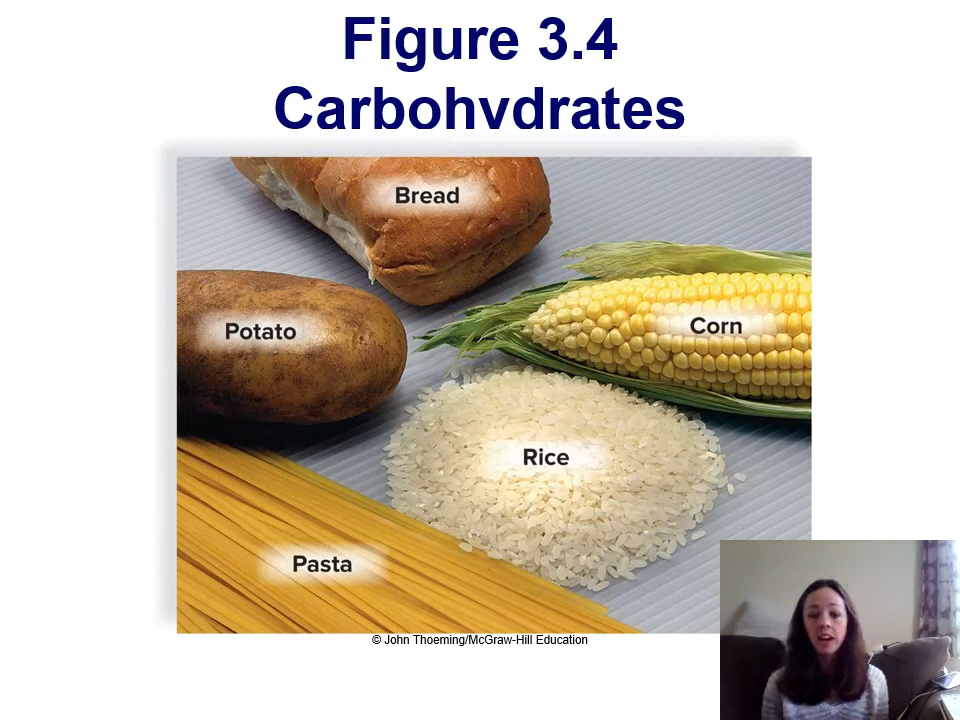 Figure 3.4
Carbohydrates
Bread
Potato
Corn
Rice
Pasta
© John Thoeming/McGraw-Hill Education